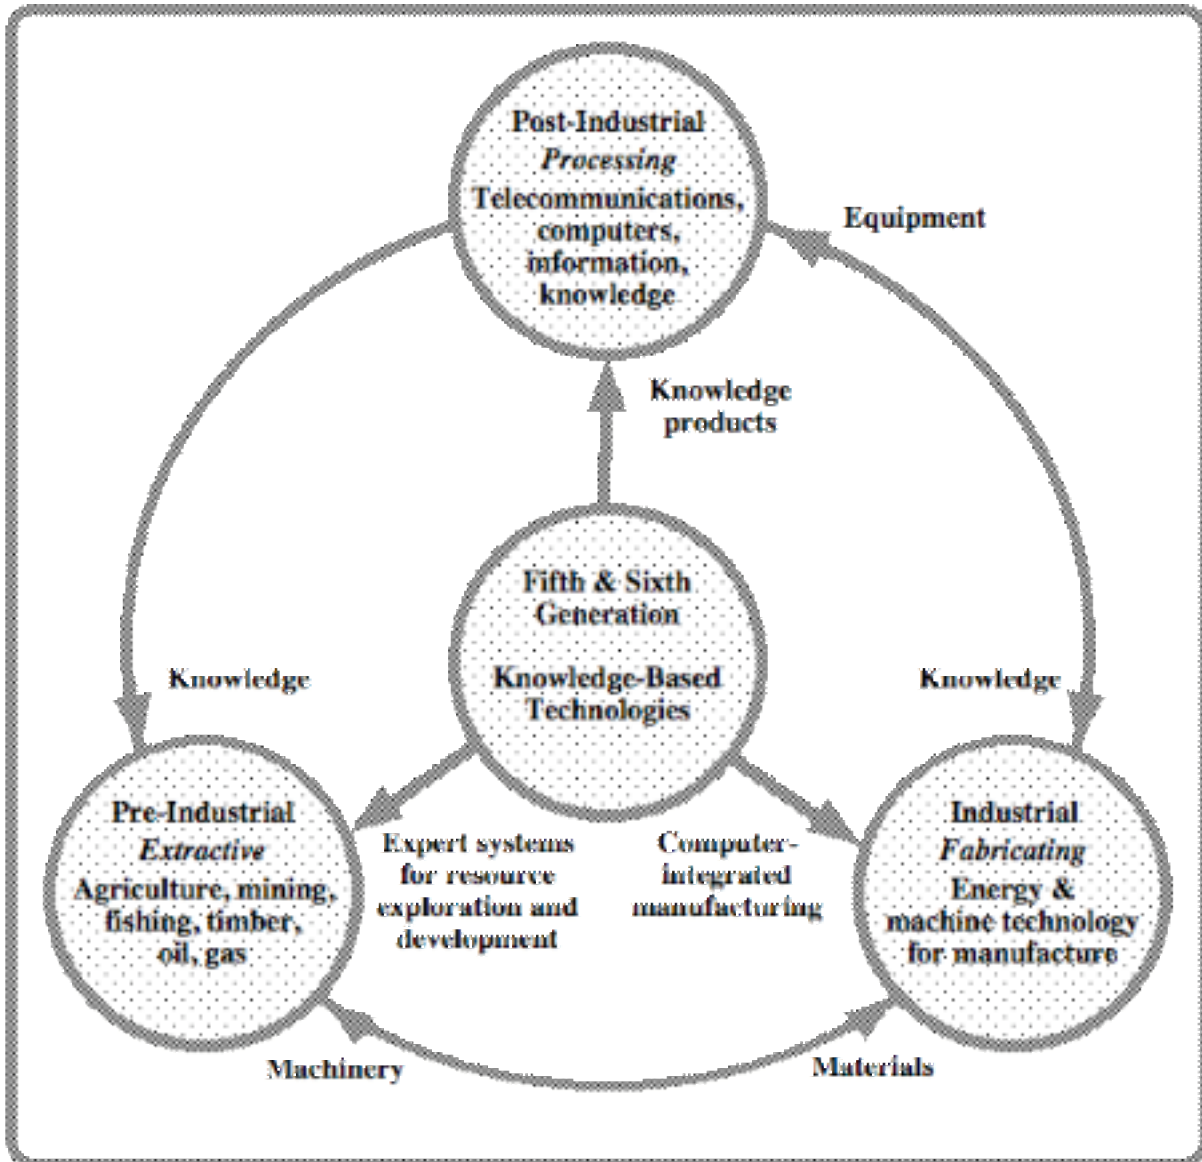 Post-Industrial
Processing
Telecommunications,
computers,
information,
knowledge
Equipment
Knowledge
products
Fifth & Sixth
Generation
Knowledge-Based
Technologies
Knowledge
Knowledge
Pre-Industrial
Extractive
Agriculture, mining,
fishing, timber,
oil, gas
Expert systems
for resource
exploration and
development
Computer-
integrated
manufacturing
Industrial
Fabricating
Energy &
machine technology
for manufacture
Machinery
Materials